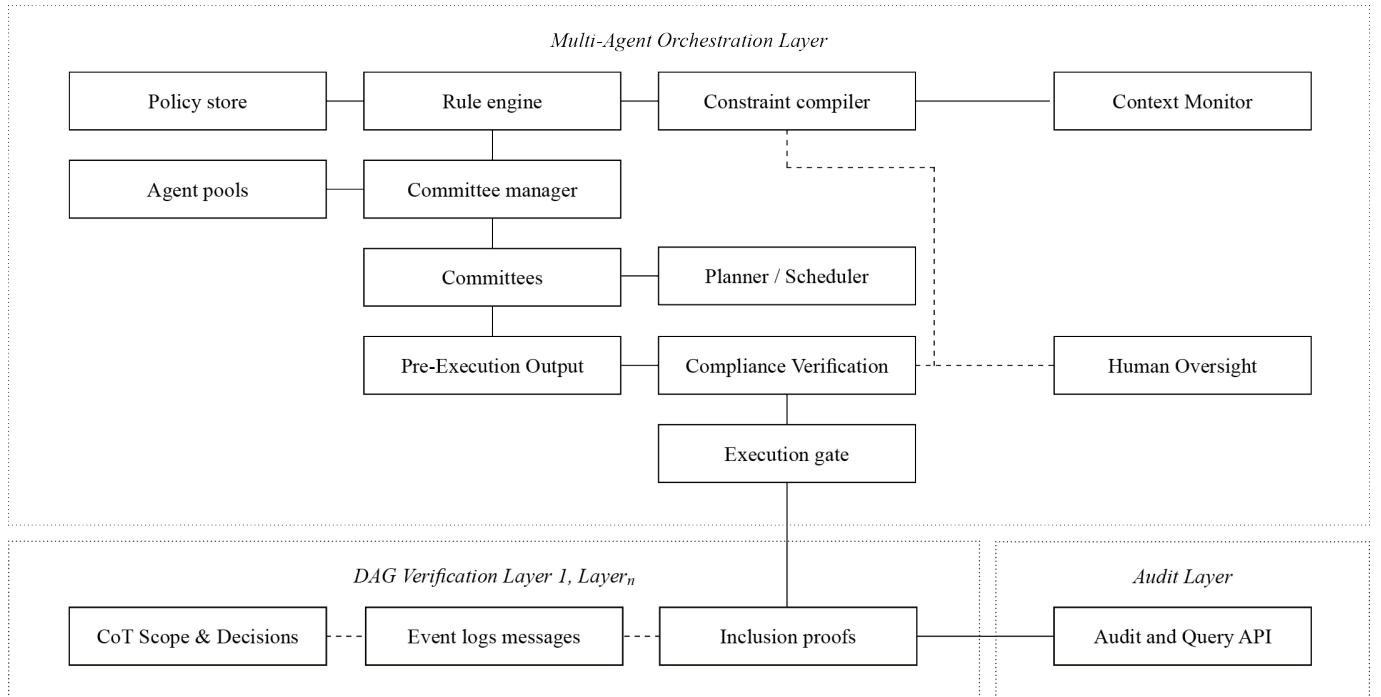 Multi-Agent Orchestration Layer
Policy store
Rule engine
Constraint compiler
Context Monitor
Agent pools
Committee manager
Committees
Planner / Scheduler
Pre-Execution Output
Compliance Verification
Human Oversight
Execution gate
DAG Verification Layer 1, Layerₙ
Audit Layer
CoT Scope & Decisions
Event logs messages
Inclusion proofs
Audit and Query API